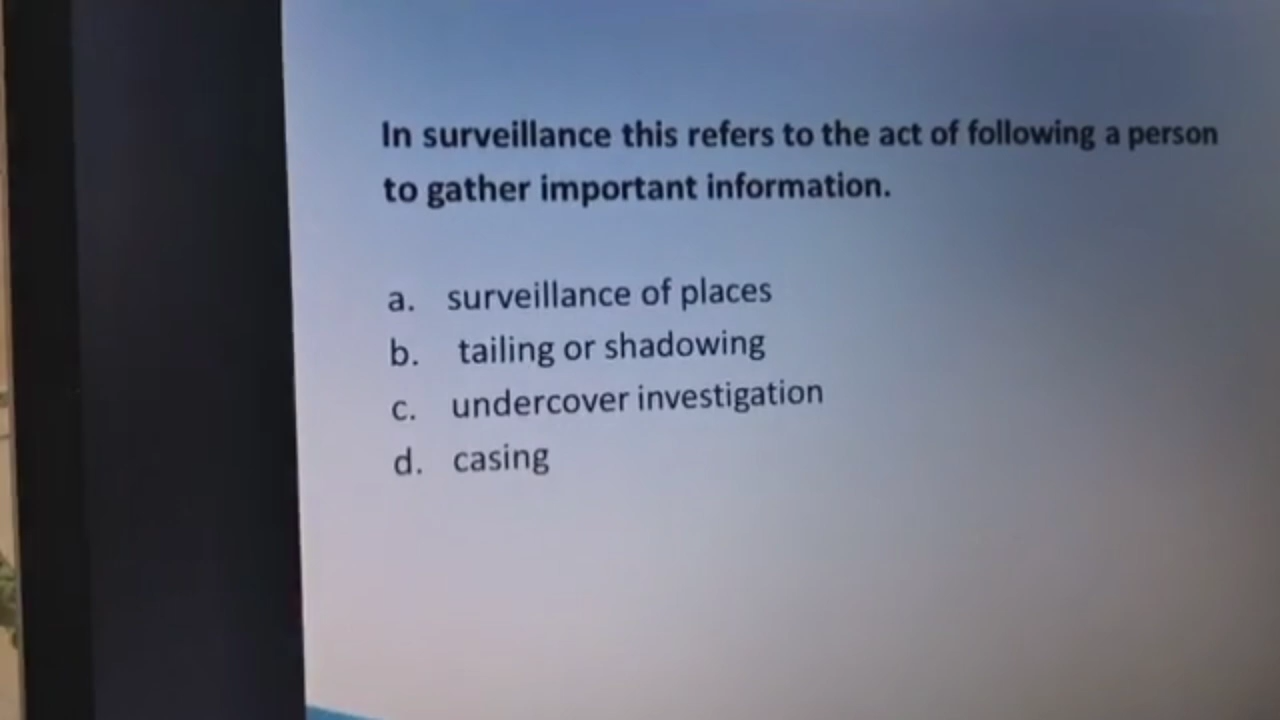 In surveillance this refers to the act of following a person
to gather important information.
a. surveillance of places
b. tailing or shadowing
c. undercover investigation
d. casing